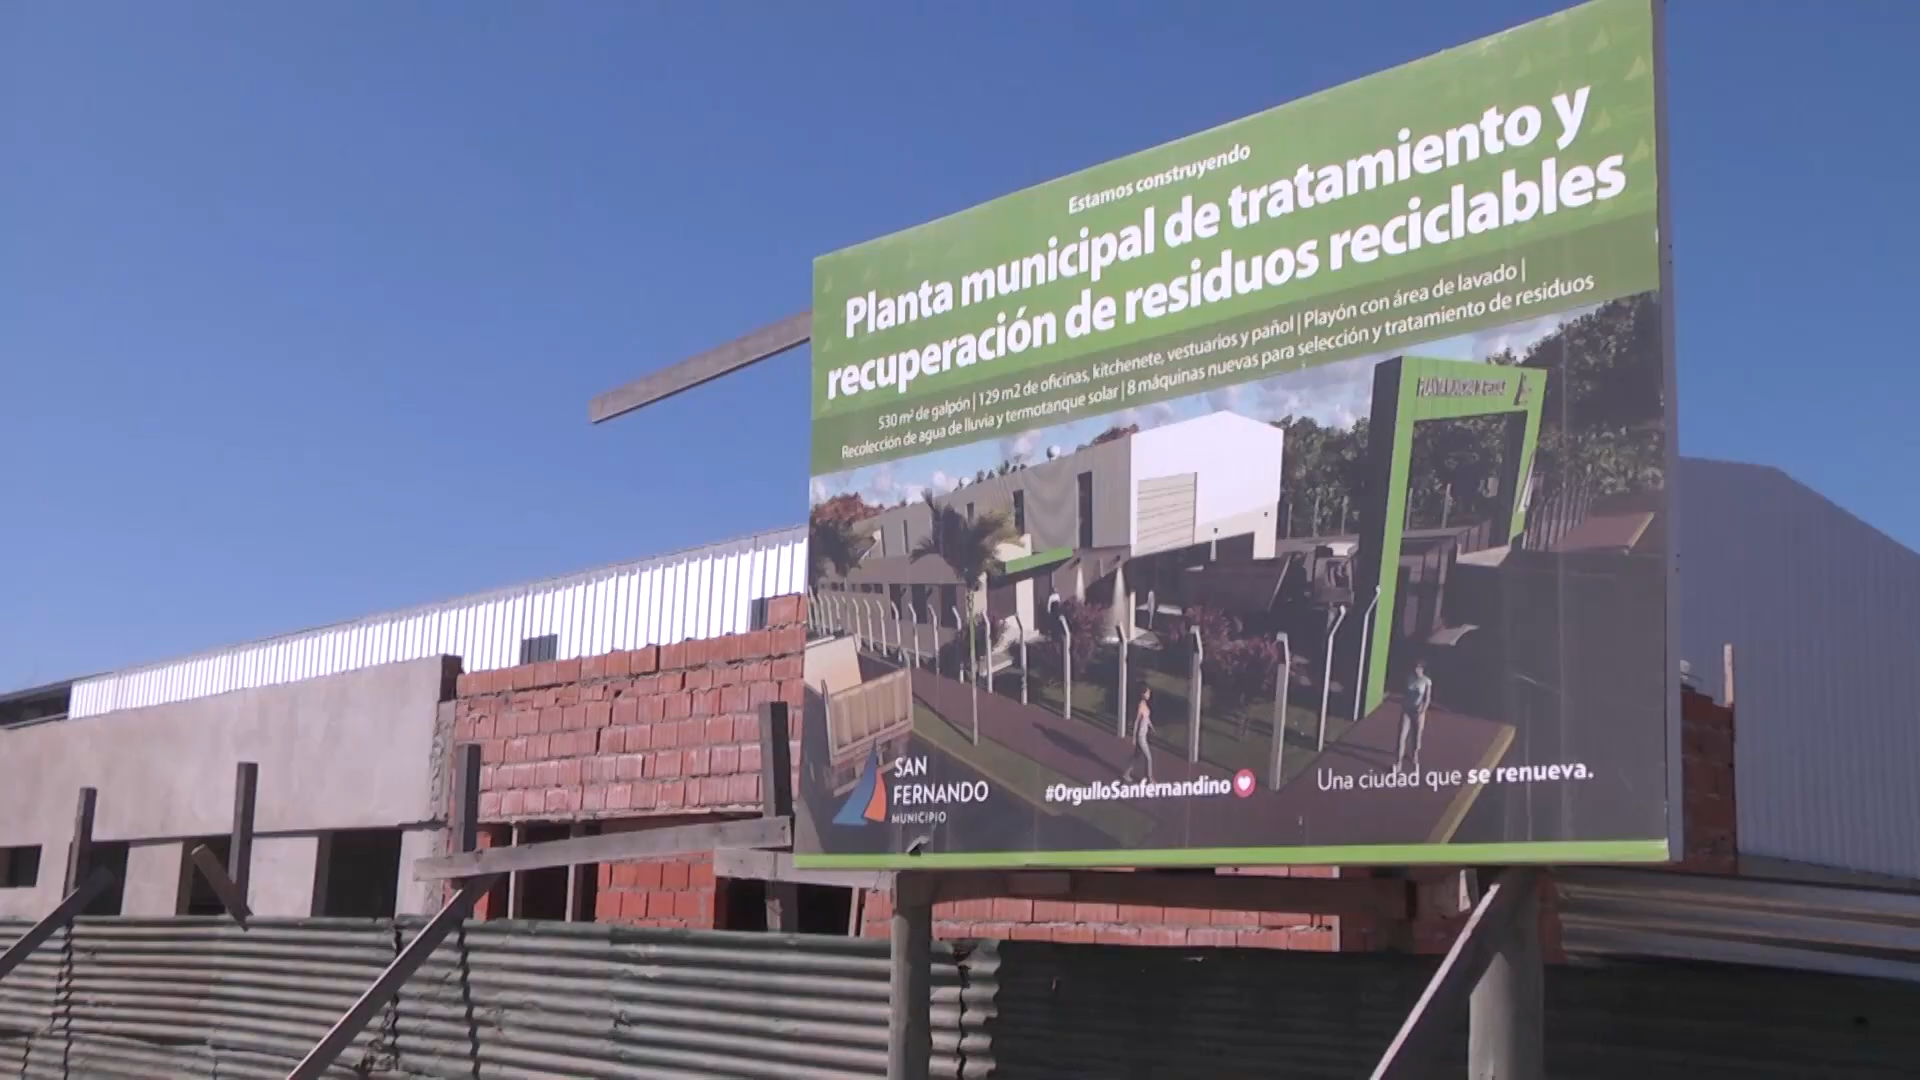 Estamos construyendo
Planta municipal de tratamiento y
recuperación de residuos reciclables
530 m² de galpón | 129 m2 de oficinas, kitchenete, vestuarios y pañol | Playón con área de lavado |
Recolección de agua de lluvia y termotanque solar | 8 máquinas nuevas para selección y tratamiento de residuos
SAN
FERNANDO
MUNICIPIO
#OrgulloSanfernandino
Una ciudad que se renueva.